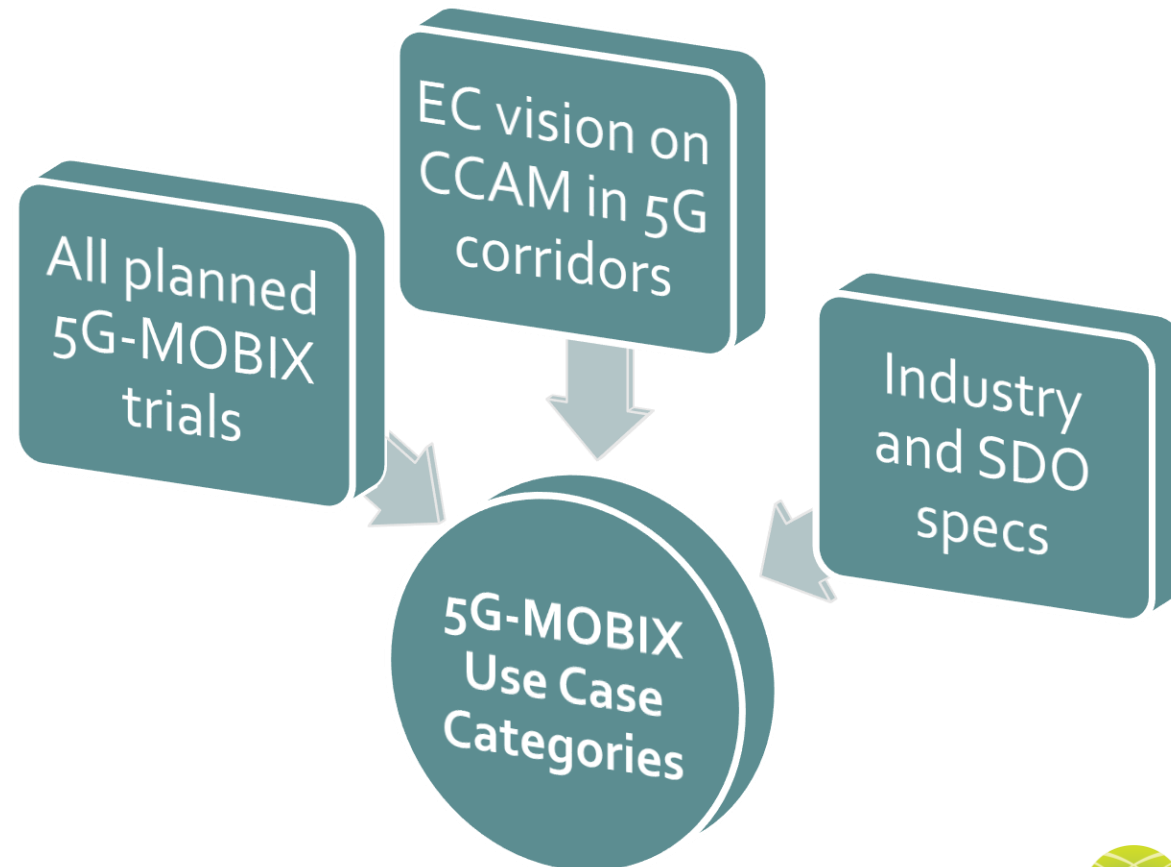 All planned
5G-MOBIX
trials
EC vision on
CCAM in 5G
corridors
Industry
and SDO
specs
5G-MOBIX
Use Case
Categories